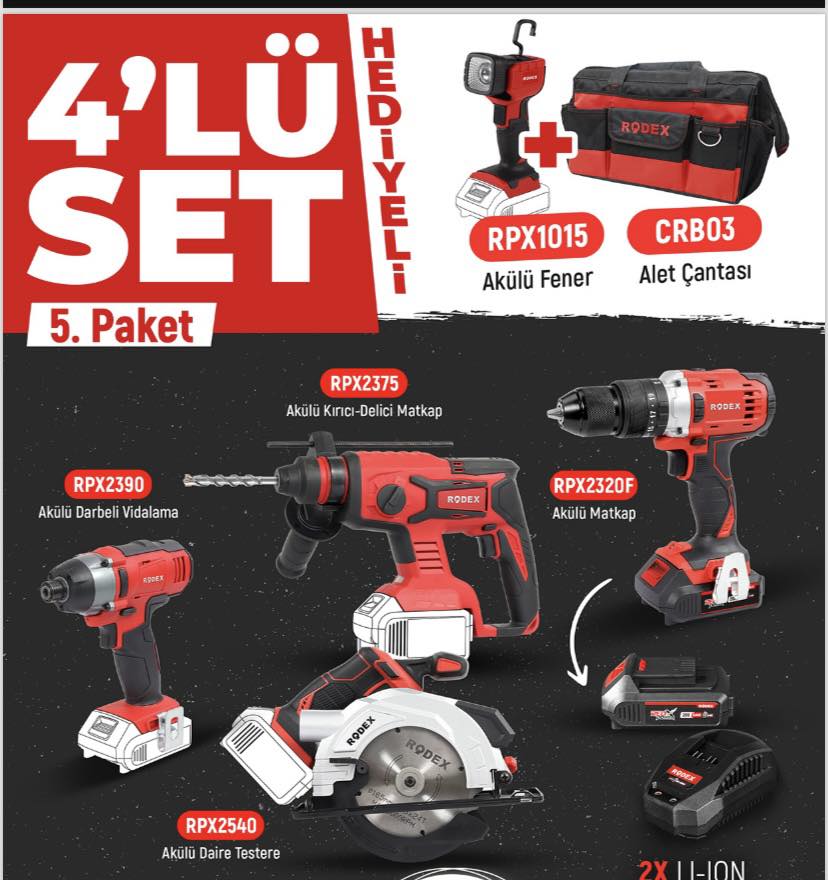 4'LÜ
SET
HEDİYELİ
5. Paket
RODEX
RODEX
RPX1015
Akülü Fener
CRB03
Alet Çantası
RPX2375
Akülü Kırıcı-Delici Matkap
RODEX
RPX2390
Akülü Darbeli Vidalama
RODEX
RPX2320F
Akülü Matkap
RODEX
A
RODEX
RODEX
RPX2540
Akülü Daire Testere
RODEX
2X LI-ION